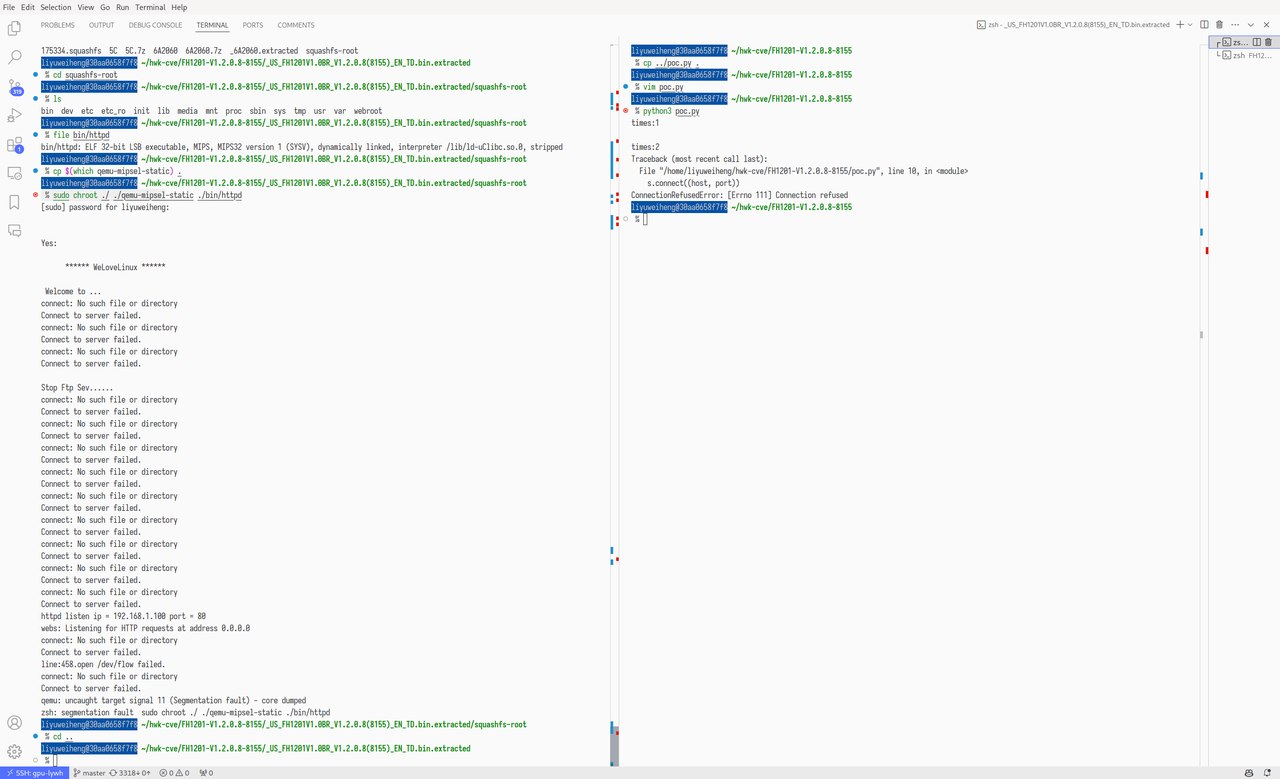 File Edit Selection View Go Run Terminal Help
PROBLEMS OUTPUT DEBUG CONSOLE TERMINAL PORTS COMMENTS
zsh - _US_FH1201V1.0BR_V1.2.0.8(8155)_EN_TD.bin.extracted
175334.squashfs 5C 5C.7z 6A2060 6A2060.7z _6A2060.extracted squashfs-root
liyuweiheng@30aa0658f7f8 ~/hwk-cve/FH1201-V1.2.0.8-8155/_US_FH1201V1.0BR_V1.2.0.8(8155)_EN_TD.bin.extracted
% cd squashfs-root
liyuweiheng@30aa0658f7f8 ~/hwk-cve/FH1201-V1.2.0.8-8155/_US_FH1201V1.0BR_V1.2.0.8(8155)_EN_TD.bin.extracted/squashfs-root
% ls
bin dev etc etc_ro init lib media mnt proc sbin sys tmp usr var webroot
liyuweiheng@30aa0658f7f8 ~/hwk-cve/FH1201-V1.2.0.8-8155/_US_FH1201V1.0BR_V1.2.0.8(8155)_EN_TD.bin.extracted/squashfs-root
% file bin/httpd
bin/httpd: ELF 32-bit LSB executable, MIPS, MIPS32 version 1 (SYSV), dynamically linked, interpreter /lib/ld-uClibc.so.0, stripped
liyuweiheng@30aa0658f7f8 ~/hwk-cve/FH1201-V1.2.0.8-8155/_US_FH1201V1.0BR_V1.2.0.8(8155)_EN_TD.bin.extracted/squashfs-root
% cp $(which qemu-mipsel-static) .
liyuweiheng@30aa0658f7f8 ~/hwk-cve/FH1201-V1.2.0.8-8155/_US_FH1201V1.0BR_V1.2.0.8(8155)_EN_TD.bin.extracted/squashfs-root
% sudo chroot ./ ./qemu-mipsel-static ./bin/httpd
[sudo] password for liyuweiheng:
Yes:
****** WeLoveLinux ******
Welcome to ...
connect: No such file or directory
Connect to server failed.
connect: No such file or directory
Connect to server failed.
connect: No such file or directory
Connect to server failed.
Stop Ftp Sev......
connect: No such file or directory
Connect to server failed.
connect: No such file or directory
Connect to server failed.
connect: No such file or directory
Connect to server failed.
connect: No such file or directory
Connect to server failed.
connect: No such file or directory
Connect to server failed.
connect: No such file or directory
Connect to server failed.
connect: No such file or directory
Connect to server failed.
connect: No such file or directory
Connect to server failed.
connect: No such file or directory
Connect to server failed.
httpd listen ip = 192.168.1.100 port = 80
webs: Listening for HTTP requests at address 0.0.0.0
connect: No such file or directory
Connect to server failed.
line:458.open /dev/flow failed.
connect: No such file or directory
Connect to server failed.
qemu: uncaught target signal 11 (Segmentation fault) - core dumped
zsh: segmentation fault sudo chroot ./ ./qemu-mipsel-static ./bin/httpd
liyuweiheng@30aa0658f7f8 ~/hwk-cve/FH1201-V1.2.0.8-8155/_US_FH1201V1.0BR_V1.2.0.8(8155)_EN_TD.bin.extracted/squashfs-root
% cd ..
liyuweiheng@30aa0658f7f8 ~/hwk-cve/FH1201-V1.2.0.8-8155/_US_FH1201V1.0BR_V1.2.0.8(8155)_EN_TD.bin.extracted
%
liyuweiheng@30aa0658f7f8 ~/hwk-cve/FH1201-V1.2.0.8-8155
% cp ../poc.py .
liyuweiheng@30aa0658f7f8 ~/hwk-cve/FH1201-V1.2.0.8-8155
% vim poc.py
liyuweiheng@30aa0658f7f8 ~/hwk-cve/FH1201-V1.2.0.8-8155
% python3 poc.py
times:1
times:2
Traceback (most recent call last):
File "/home/liyuweiheng/hwk-cve/FH1201-V1.2.0.8-8155/poc.py", line 10, in <module>
s.connect((host, port))
ConnectionRefusedError: [Errno 111] Connection refused
liyuweiheng@30aa0658f7f8 ~/hwk-cve/FH1201-V1.2.0.8-8155
%
zs...
zsh FH12...
319
1
SSH: gpu-lywh master 3318↓ 0↑ 0 0 0